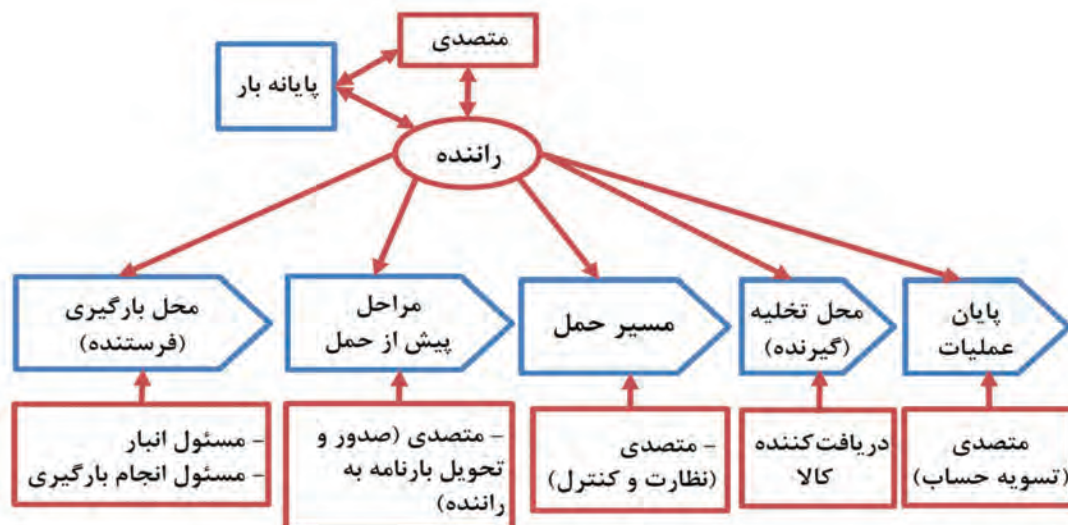 متصدی
پایانه بار
راننده
محل بارگیری
(فرستنده)
مراحل
پیش از حمل
مسیر حمل
محل تخلیه
(گیرنده)
پایان
عملیات
- مسئول انبار
- مسئول انجام بارگیری
- متصدی (صدور و
تحویل بارنامه به
راننده)
- متصدی
(نظارت و کنترل)
دریافت‌کننده
کالا
متصدی
(تسویه حساب)